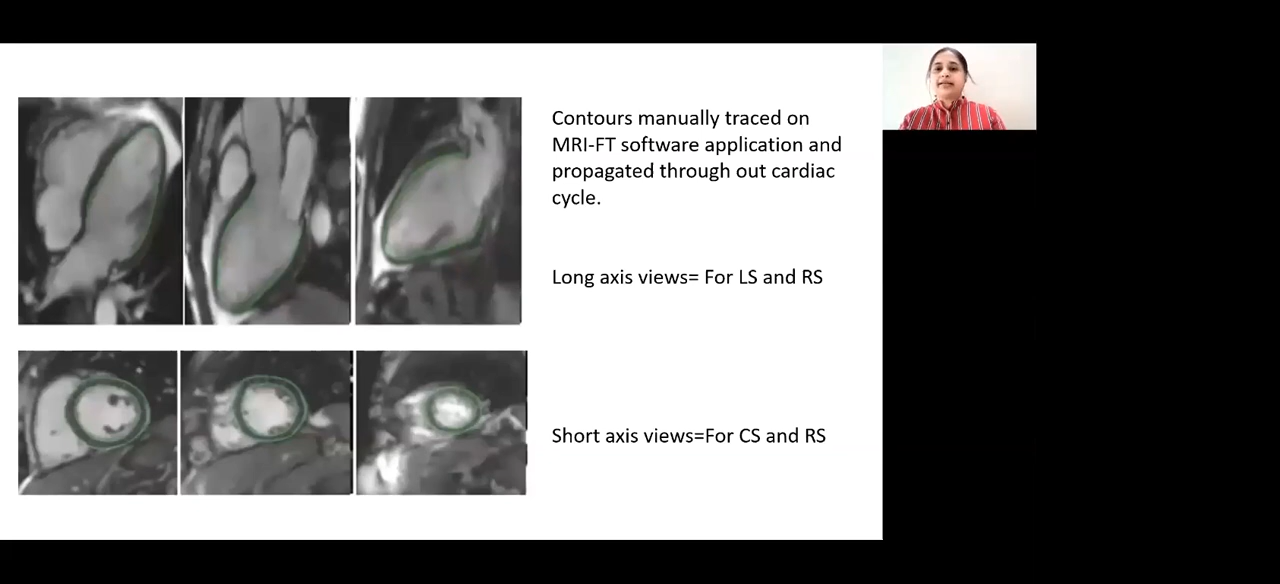 Contours manually traced on
MRI-FT software application and
propagated through out cardiac
cycle.
Long axis views= For LS and RS
Short axis views=For CS and RS